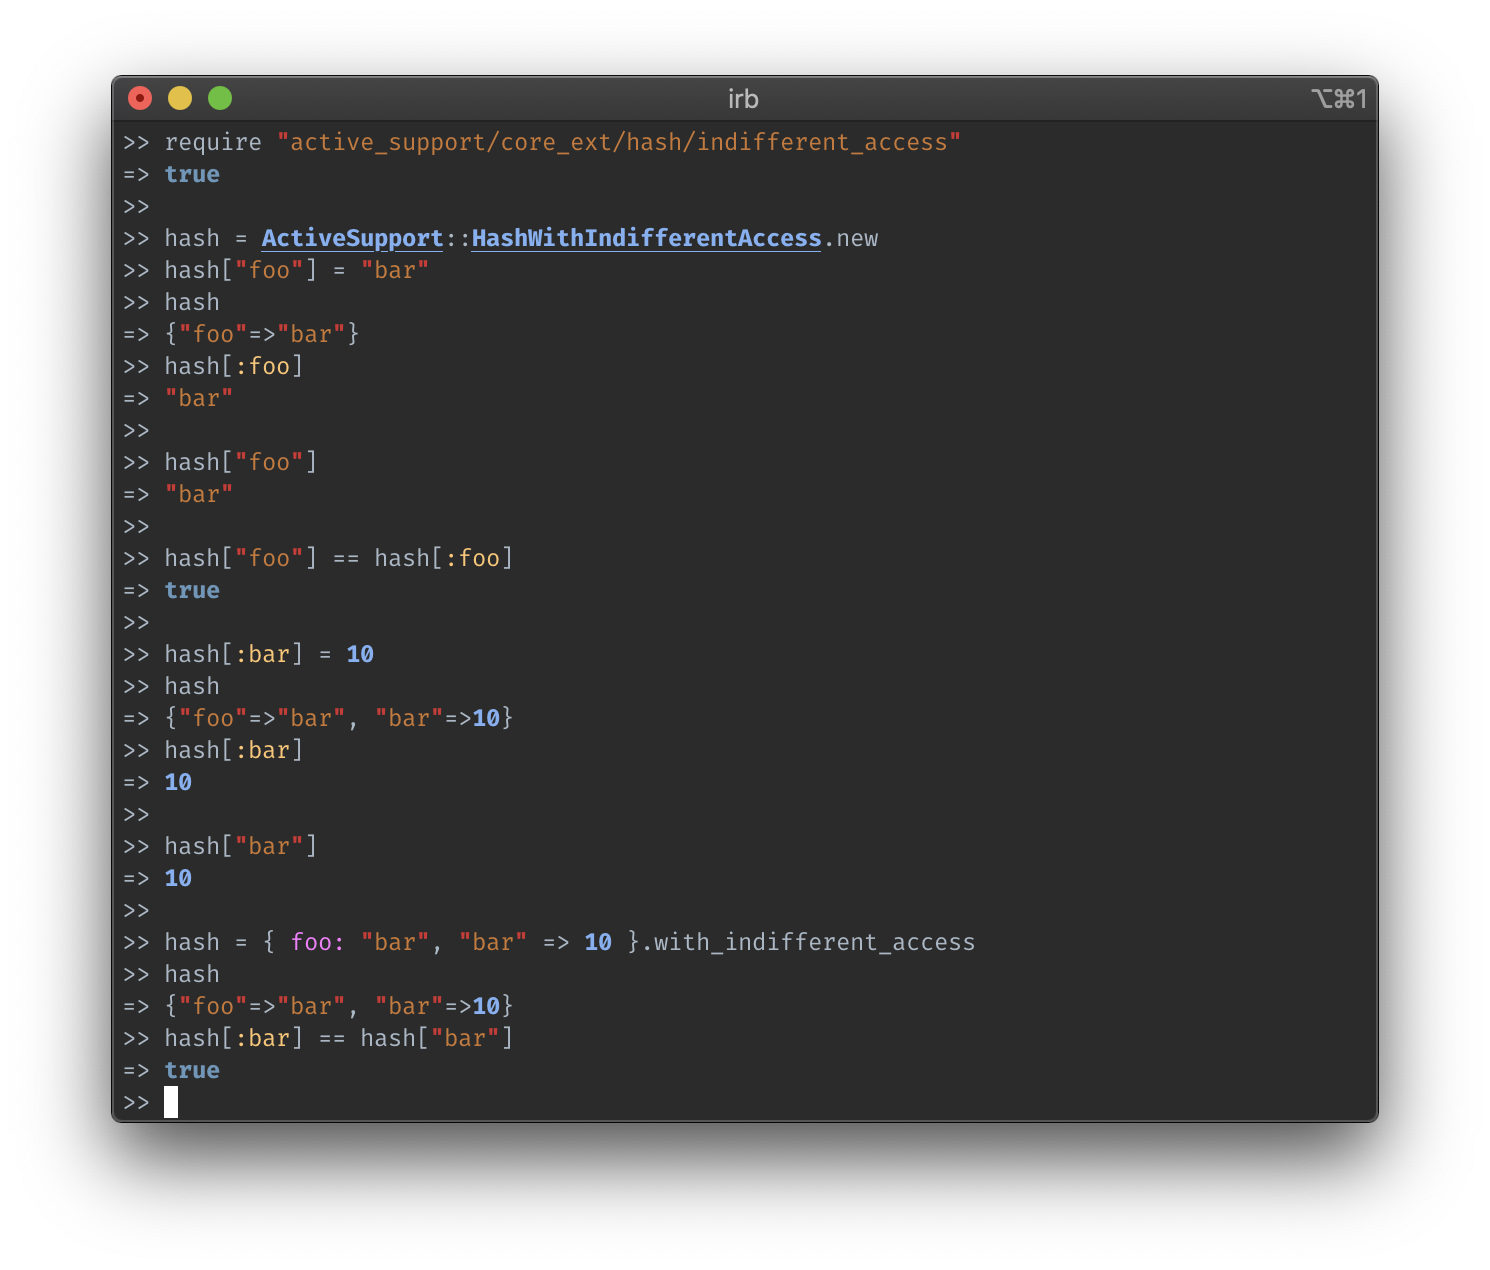 irb
⌥⌘1
>> require "active_support/core_ext/hash/indifferent_access"
=> true
>>
>> hash = ActiveSupport::HashWithIndifferentAccess.new
>> hash["foo"] = "bar"
>> hash
=> {"foo"=>"bar"}
>> hash[:foo]
=> "bar"
>>
>> hash["foo"]
=> "bar"
>>
>> hash["foo"] == hash[:foo]
=> true
>>
>> hash[:bar] = 10
>> hash
=> {"foo"=>"bar", "bar"=>10}
>> hash[:bar]
=> 10
>>
>> hash["bar"]
=> 10
>>
>> hash = { foo: "bar", "bar" => 10 }.with_indifferent_access
>> hash
=> {"foo"=>"bar", "bar"=>10}
>> hash[:bar] == hash["bar"]
=> true
>>